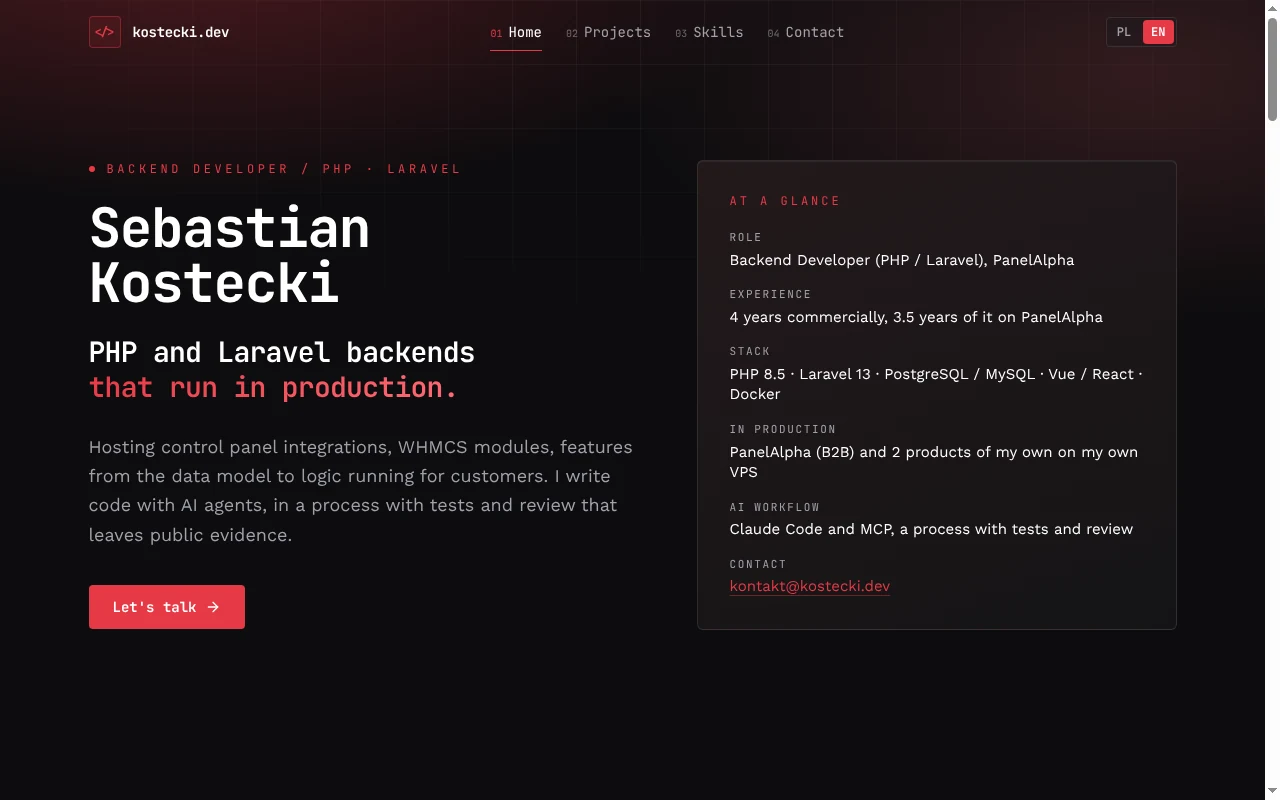 </> kostecki.dev
01 Home 02 Projects 03 Skills 04 Contact
PL EN
BACKEND DEVELOPER / PHP · LARAVEL
Sebastian
Kostecki
PHP and Laravel backends
that run in production.
Hosting control panel integrations, WHMCS modules, features
from the data model to logic running for customers. I write
code with AI agents, in a process with tests and review that
leaves public evidence.
Let's talk →
AT A GLANCE
ROLE
Backend Developer (PHP / Laravel), PanelAlpha
EXPERIENCE
4 years commercially, 3.5 years of it on PanelAlpha
STACK
PHP 8.5 · Laravel 13 · PostgreSQL / MySQL · Vue / React ·
Docker
IN PRODUCTION
PanelAlpha (B2B) and 2 products of my own on my own
VPS
AI WORKFLOW
Claude Code and MCP, a process with tests and review
CONTACT
kontakt@kostecki.dev